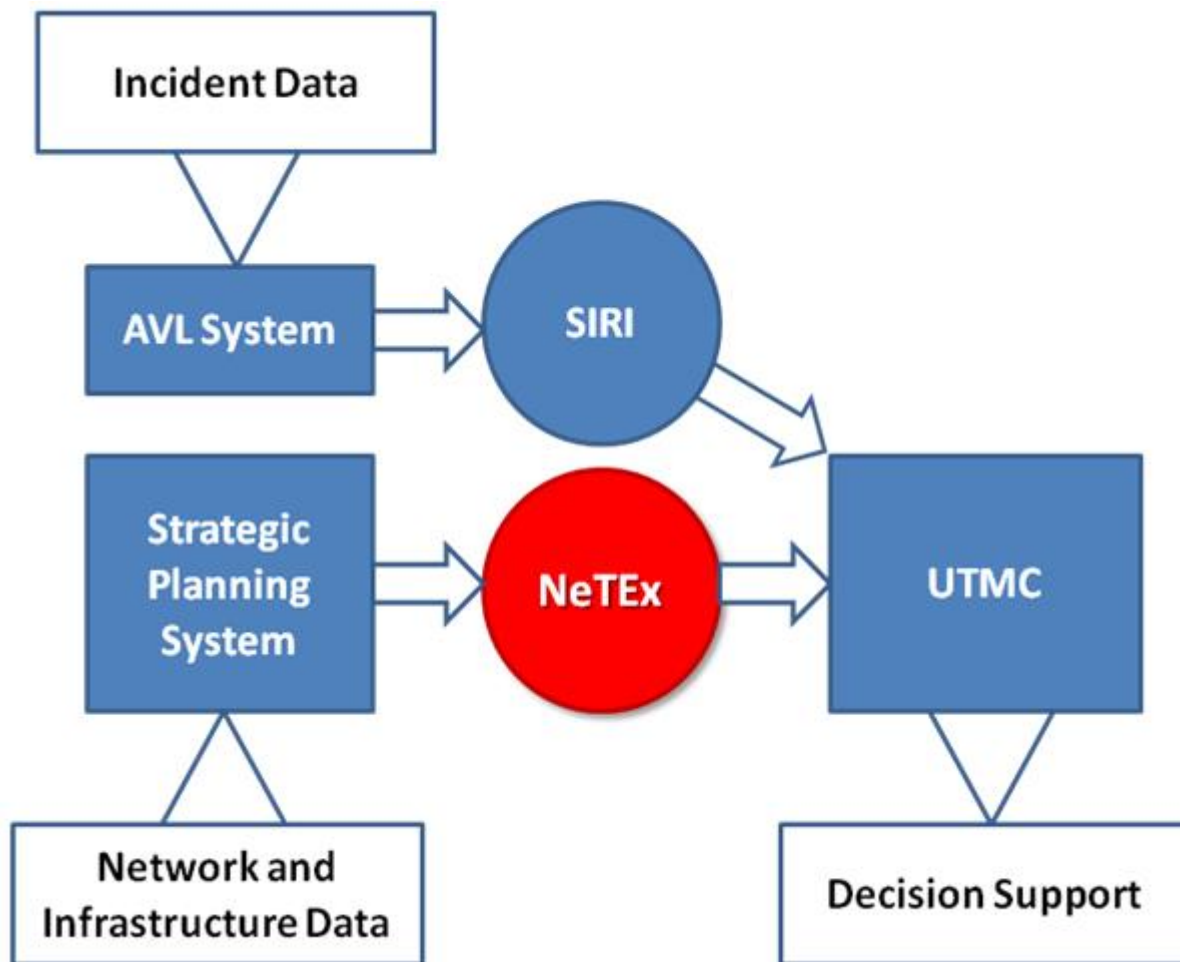 Incident Data
AVL System
SIRI
Strategic
Planning
System
NeTEx
UTMC
Network and
Infrastructure Data
Decision Support